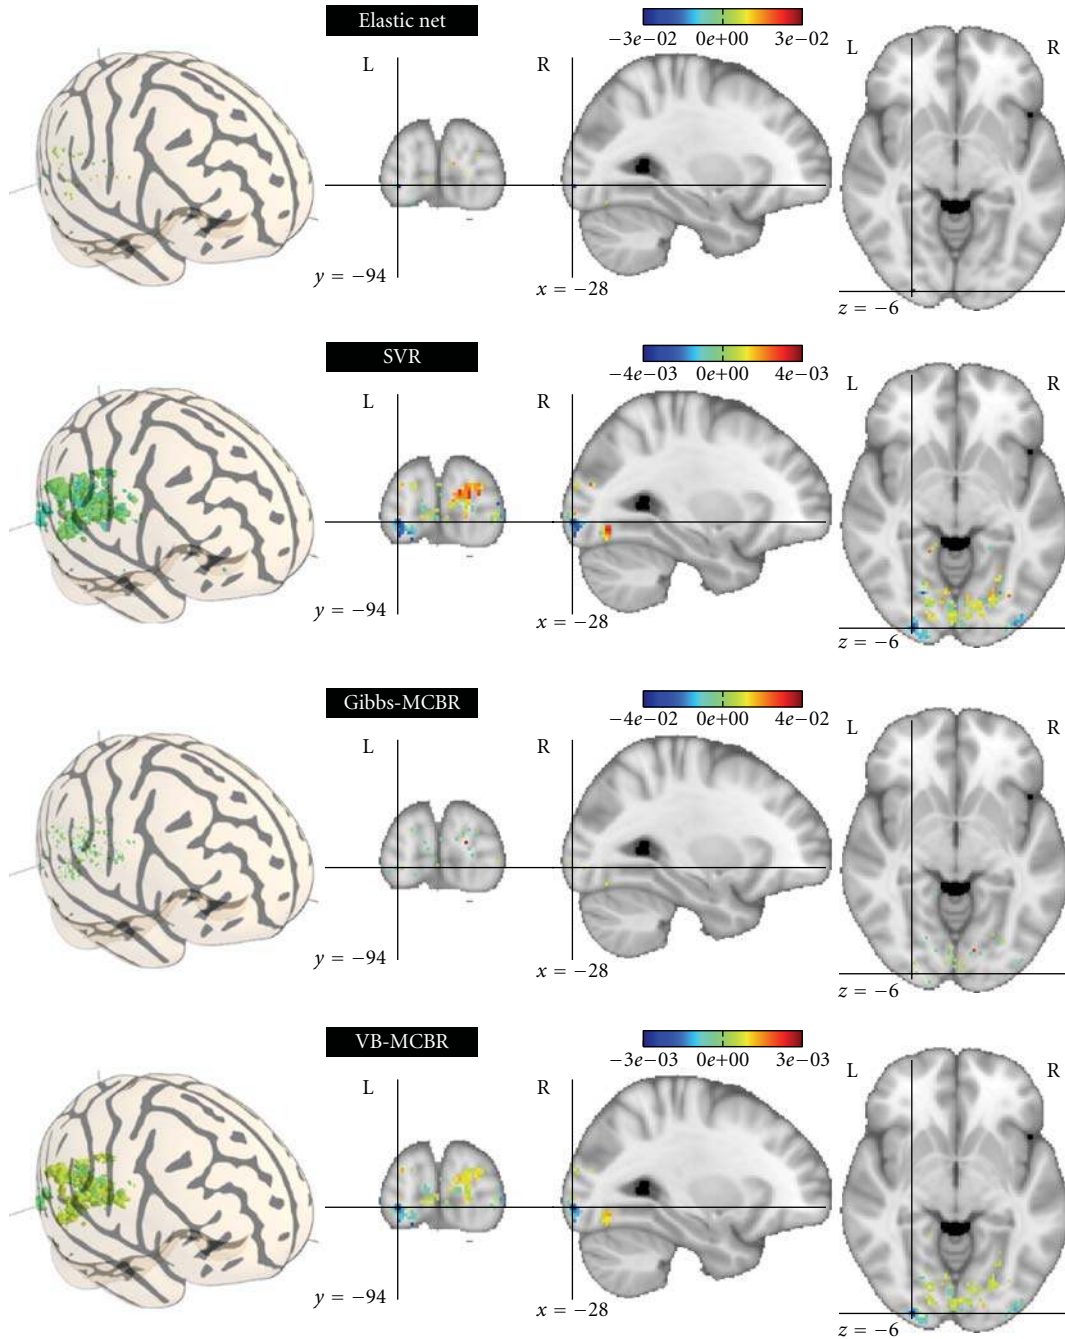 Elastic net
−3e−02 0e+00 3e−02
L R L R
y = −94
x = −28
z = −6
SVR
−4e−03 0e+00 4e−03
L R L R
y = −94
x = −28
z = −6
Gibbs-MCBR
−4e−02 0e+00 4e−02
L R L R
y = −94
x = −28
z = −6
VB-MCBR
−3e−03 0e+00 3e−03
L R L R
y = −94
x = −28
z = −6